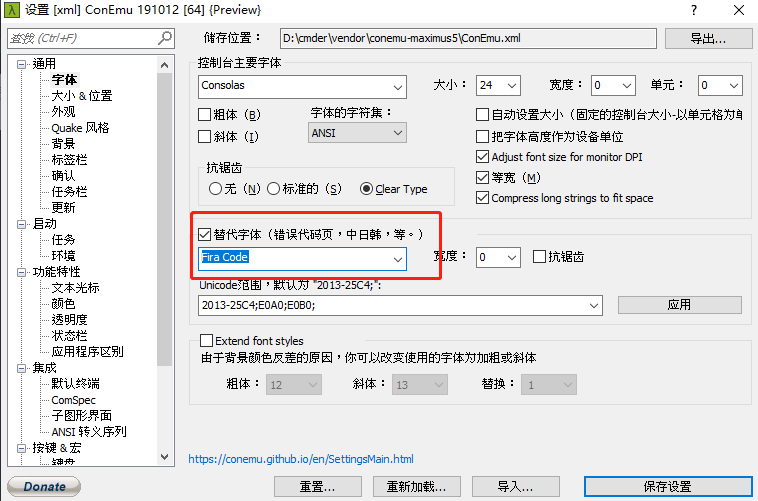 设置 [xml] ConEmu 191012 [64] {Preview}
查找 (Ctrl+F)
储存位置：
D:\cmder\vendor\conemu-maximus5\ConEmu.xml
导出...
通用
字体
大小 & 位置
外观
Quake 风格
背景
标签栏
确认
任务栏
更新
启动
任务
环境
功能特性
文本光标
颜色
透明度
状态栏
应用程序区别
集成
默认终端
ComSpec
子图形界面
ANSI 转义序列
按键 & 宏
键盘
控制台主要字体
Consolas
大小：
24
宽度：
0
单元：
0
粗体（B）
字体的字符集：
自动设置大小（固定的控制台大小-以单元格为单
斜体（I）
ANSI
把字体高度作为设备单位
Adjust font size for monitor DPI
抗锯齿
等宽（M）
无（N）
标准的（S）
Clear Type
Compress long strings to fit space
替代字体（错误代码页，中日韩，等。）
Fira Code
宽度：
0
抗锯齿
Unicode范围，默认为 "2013-25C4;":
2013-25C4;E0A0;E0B0;
应用
Extend font styles
由于背景颜色反差的原因，你可以改变使用的字体为加粗或斜体
粗体：
12
斜体：
13
替换：
1
https://conemu.github.io/en/SettingsMain.html
Donate
重置...
重新加载...
导入...
保存设置